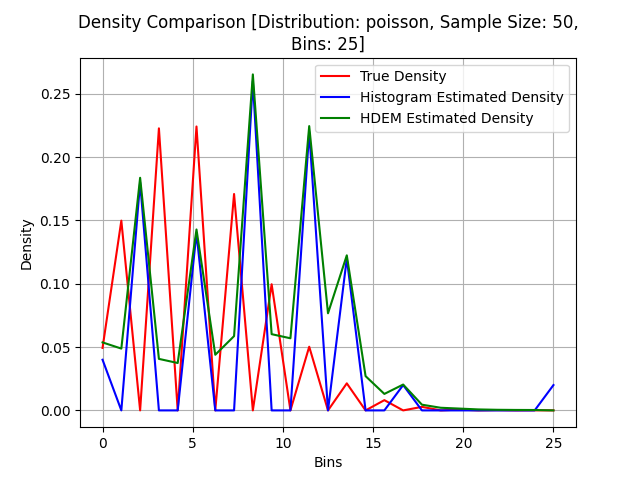 Density Comparison [Distribution: poisson, Sample Size: 50,
Bins: 25]
True Density
Histogram Estimated Density
HDEM Estimated Density
Density
0.25
0.20
0.15
0.10
0.05
0.00
0 5 10 15 20 25
Bins